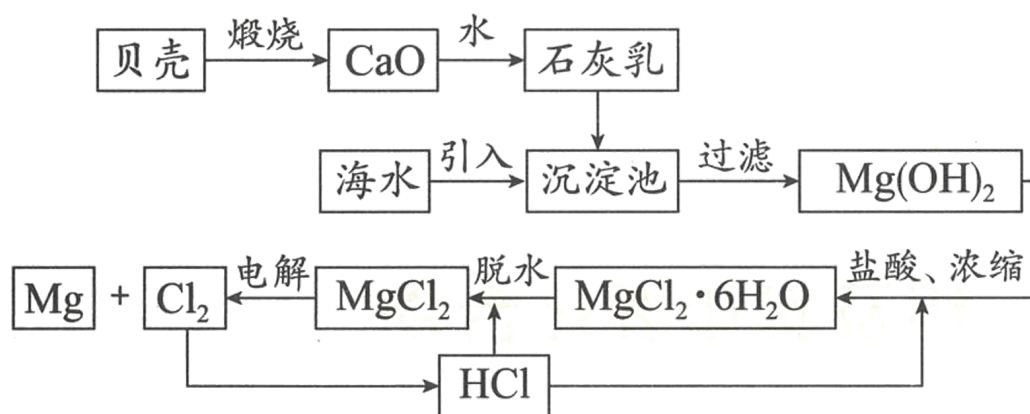 贝壳 煅烧 CaO 水 石灰乳
海水 引入 沉淀池 过滤 Mg(OH)₂
Mg + Cl₂ 电解 MgCl₂ 脱水 MgCl₂·6H₂O 盐酸、浓缩
HCl